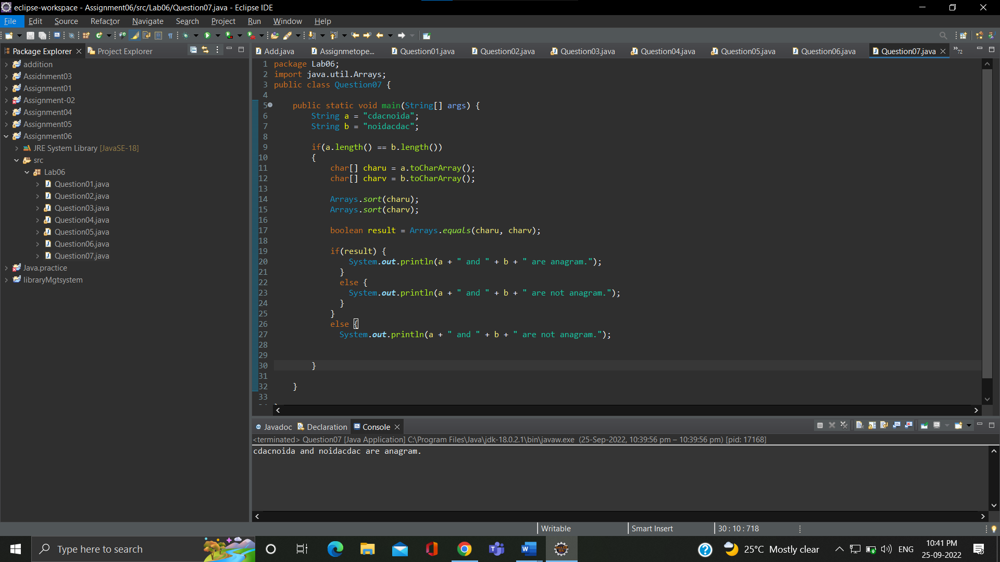 eclipse-workspace - Assignment06/src/Lab06/Question07.java - Eclipse IDE
File Edit Source Refactor Navigate Search Project Run Window Help
Package Explorer
Project Explorer
addition
Assidnment03
Assignment01
Assignment-02
Assignment04
Assignment05
Assignment06
JRE System Library [JavaSE-18]
src
Lab06
Question01.java
Question02.java
Question03.java
Question04.java
Question05.java
Question06.java
Question07.java
Java.practice
libraryMgtsystem
Add.java Assignmetope... Question01.java Question02.java Question03.java Question04.java Question05.java Question06.java Question07.java 72
1 package Lab06;
2 import java.util.Arrays;
3 public class Question07 {
4
5 public static void main(String[] args) {
6 String a = "cdacnoida";
7 String b = "noidacdac";
8
9 if(a.length() == b.length())
10 {
11 char[] charu = a.toCharArray();
12 char[] charv = b.toCharArray();
13
14 Arrays.sort(charu);
15 Arrays.sort(charv);
16
17 boolean result = Arrays.equals(charu, charv);
18
19 if(result) {
20 System.out.println(a + " and " + b + " are anagram.");
21 }
22 else {
23 System.out.println(a + " and " + b + " are not anagram.");
24 }
25 }
26 else {
27 System.out.println(a + " and " + b + " are not anagram.");
28
29
30 }
31
32 }
33
Javadoc Declaration Console
<terminated> Question07 [Java Application] C:\Program Files\Java\jdk-18.0.2.1\bin\javaw.exe (25-Sep-2022, 10:39:56 pm – 10:39:56 pm) [pid: 17168]
cdacnoida and noidacdac are anagram.
Writable Smart Insert 30 : 10 : 718
Type here to search
25°C Mostly clear
ENG
10:41 PM
25-09-2022